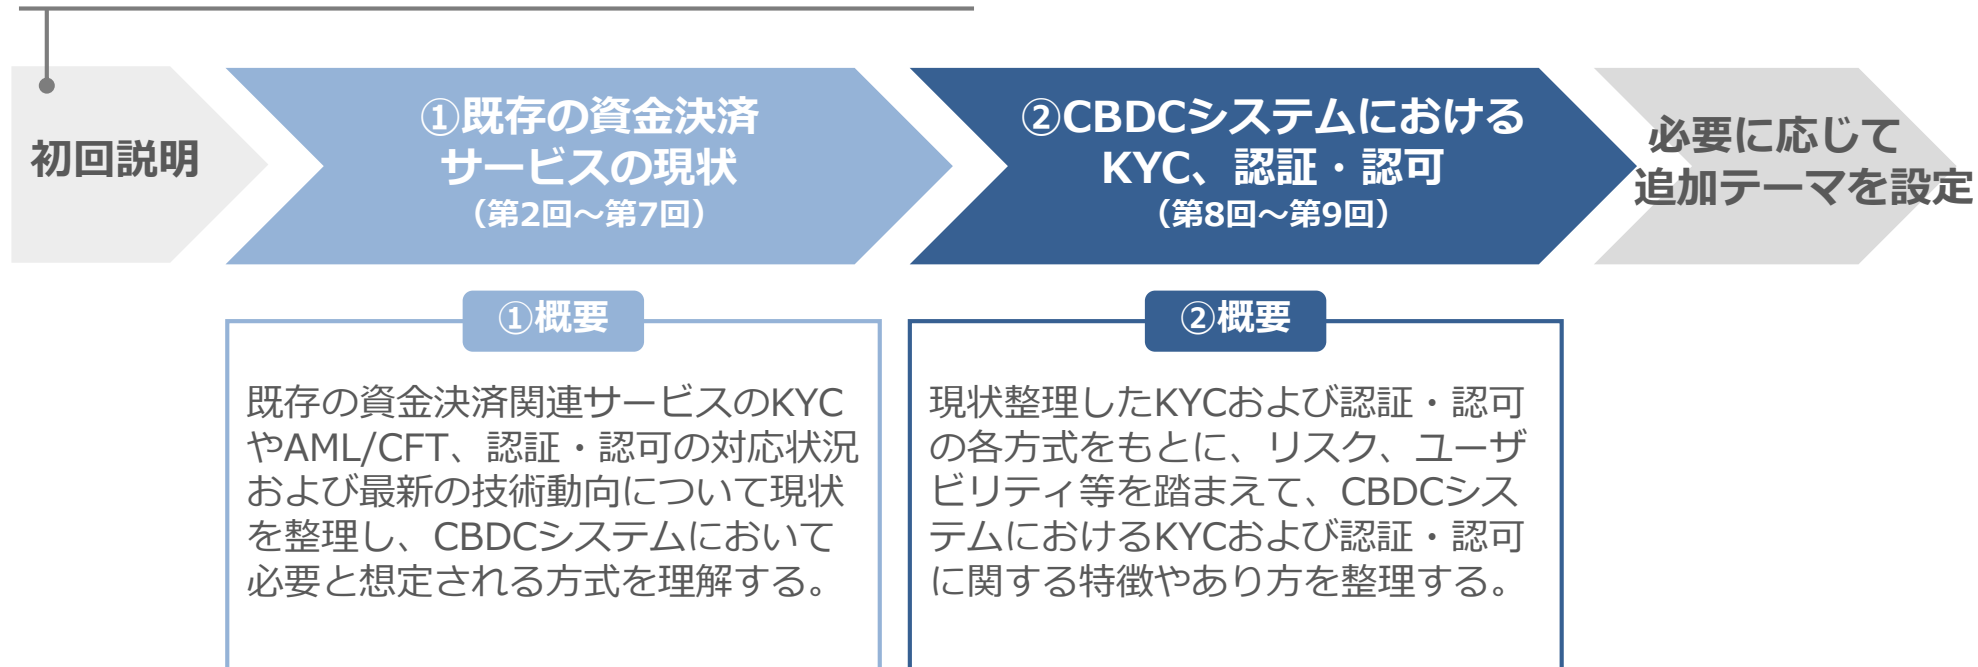 初回説明
①既存の資金決済
サービスの現状
（第2回～第7回）
②CBDCシステムにおける
KYC、認証・認可
（第8回～第9回）
必要に応じて
追加テーマを設定
①概要
既存の資金決済関連サービスのKYC
やAML/CFT、認証・認可の対応状況
および最新の技術動向について現状
を整理し、CBDCシステムにおいて
必要と想定される方式を理解する。
②概要
現状整理したKYCおよび認証・認可
の各方式をもとに、リスク、ユーザ
ビリティ等を踏まえて、CBDCシス
テムにおけるKYCおよび認証・認可
に関する特徴やあり方を整理する。